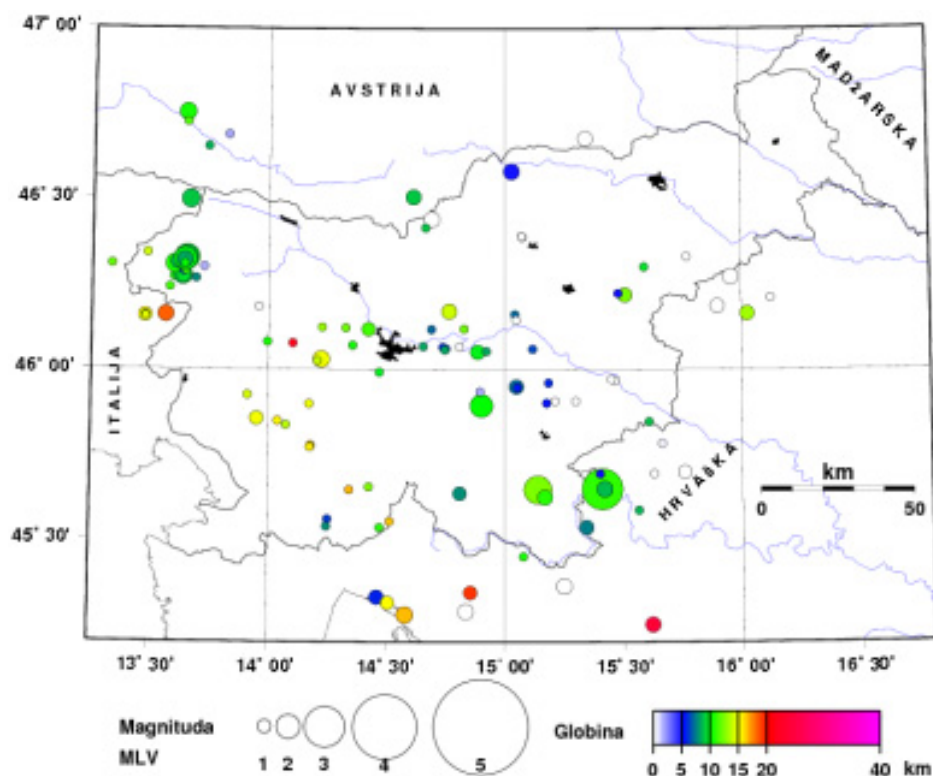 47° 00'
AVSTRIJA
MADŽARSKA
46° 30'
46° 00'
ITALIJA
HRVAŠKA
km
0 50
45° 30'
13° 30' 14° 00' 14° 30' 15° 00' 15° 30' 16° 00' 16° 30'
Magnituda
MLV
1 2 3 4 5
Globina
0 5 10 15 20 40 km